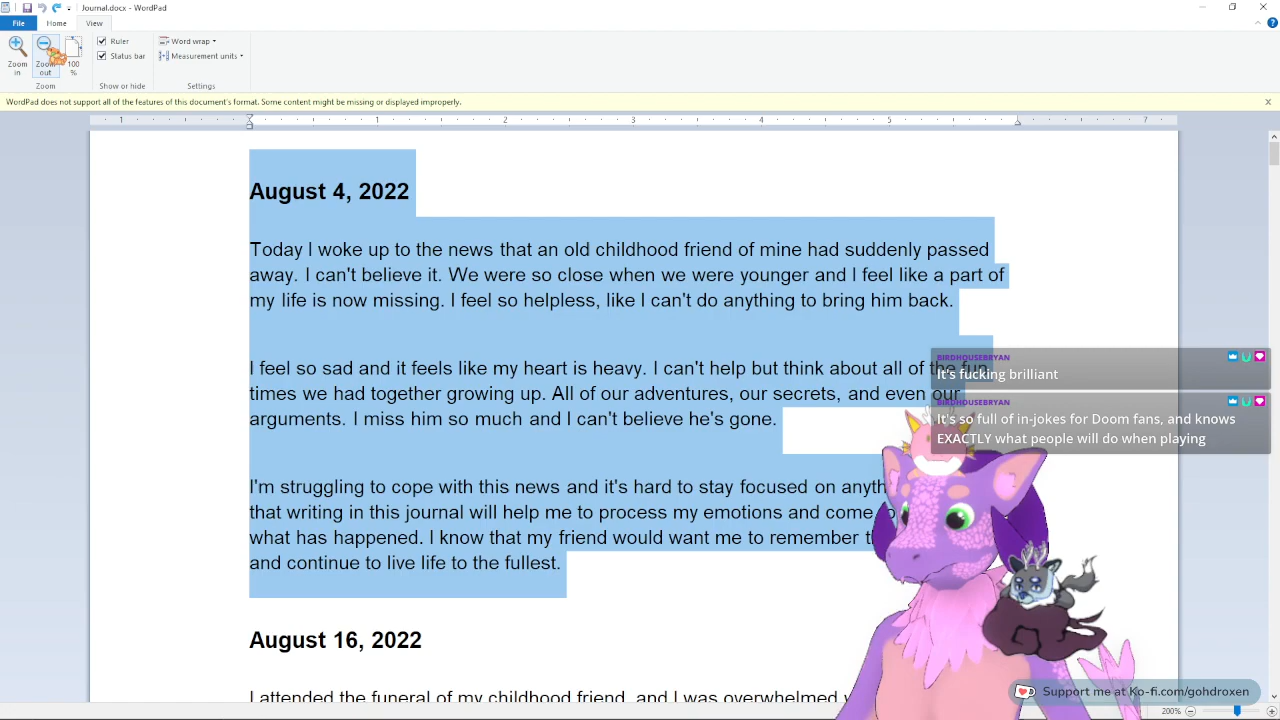 Journal.docx - WordPad
File Home View
Zoom in
Zoom out
100 %
Ruler
Status bar
Word wrap
Measurement units
Zoom
Show or hide
Settings
WordPad does not support all of the features of this document's format. Some content might be missing or displayed improperly.
1 1 2 3 4 5 7
August 4, 2022
Today I woke up to the news that an old childhood friend of mine had suddenly passed
away. I can't believe it. We were so close when we were younger and I feel like a part of
my life is now missing. I feel so helpless, like I can't do anything to bring him back.
I feel so sad and it feels like my heart is heavy. I can't help but think about all of the fun
times we had together growing up. All of our adventures, our secrets, and even our
arguments. I miss him so much and I can't believe he's gone.
I'm struggling to cope with this news and it's hard to stay focused on
that writing in this journal will help me to process my emotions and come
what has happened. I know that my friend would want me to remember
and continue to live life to the fullest.
August 16, 2022
I attended the funeral of my childhood friend, and I was overwhelmed
BIRDHOUSEBRYAN
It's fucking brilliant
BIRDHOUSEBRYAN
It's so full of in-jokes for Doom fans, and knows
EXACTLY what people will do when playing
Support me at Ko-fi.com/gohdroxen
200%